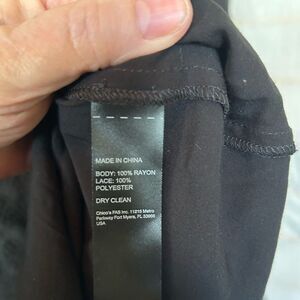 MADE IN CHINA
BODY: 100% RAYON
LACE: 100%
POLYESTER
DRY CLEAN
Chico's FAS Inc. 11215 Metro
Parkway Fort Myers, FL 33966
USA